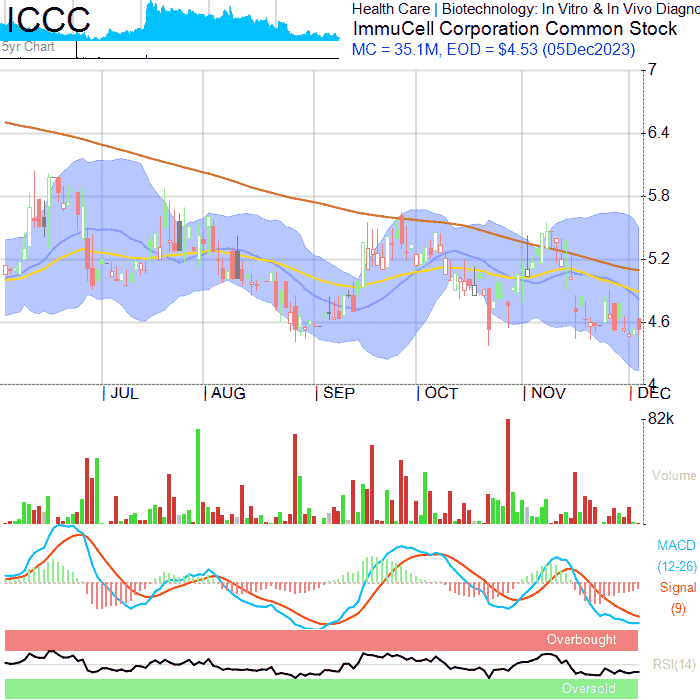 ICCC
5yr Chart
Health Care | Biotechnology: In Vitro & In Vivo Diagno
ImmuCell Corporation Common Stock
MC = 35.1M, EOD = $4.53 (05Dec2023)
7
6.4
5.8
5.2
4.6
4
JUL AUG SEP OCT NOV DEC
82k
Volume
MACD
(12-26)
Signal
(9)
Overbought
RSI(14)
Oversold